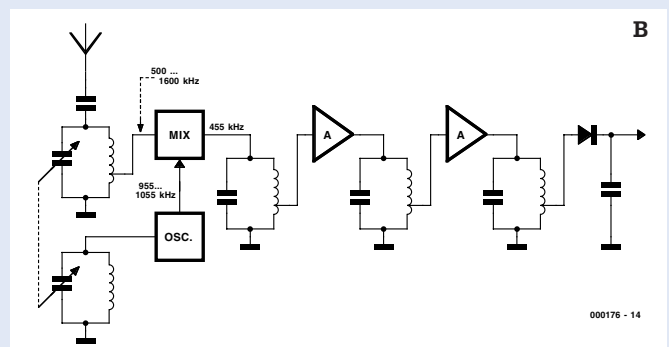 B
500 ...
1600 kHz
MIX
455 kHz
A
A
955...
1055 kHz
OSC.
000176 - 14